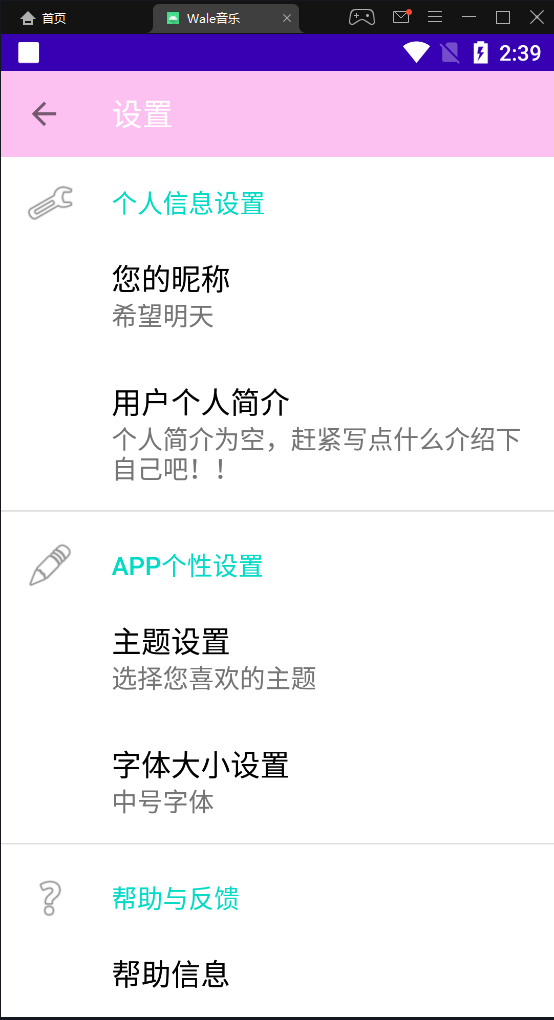 首页
Wale音乐
2:39
设置
个人信息设置
您的昵称
希望明天
用户个人简介
个人简介为空，赶紧写点什么介绍下
自己吧！！
APP个性设置
主题设置
选择您喜欢的主题
字体大小设置
中号字体
帮助与反馈
帮助信息